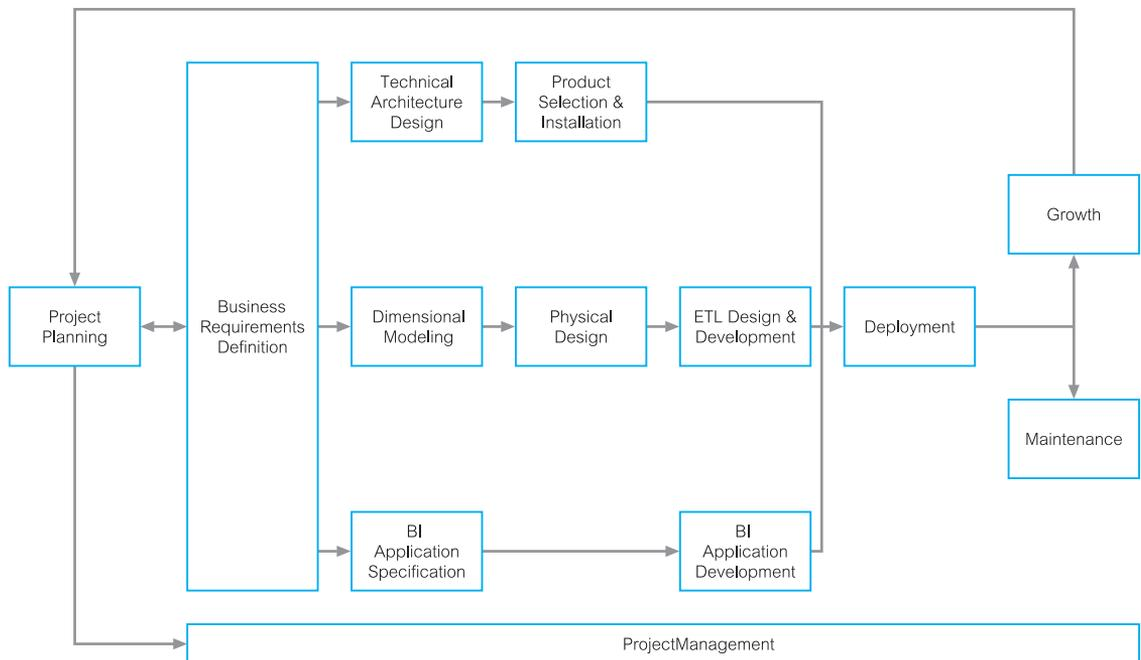 Technical
Architecture
Design
Product
Selection &
Installation
Growth
Project
Planning
Business
Requirements
Definition
Dimensional
Modeling
Physical
Design
ETL Design &
Development
Deployment
Maintenance
BI
Application
Specification
BI
Application
Development
ProjectManagement